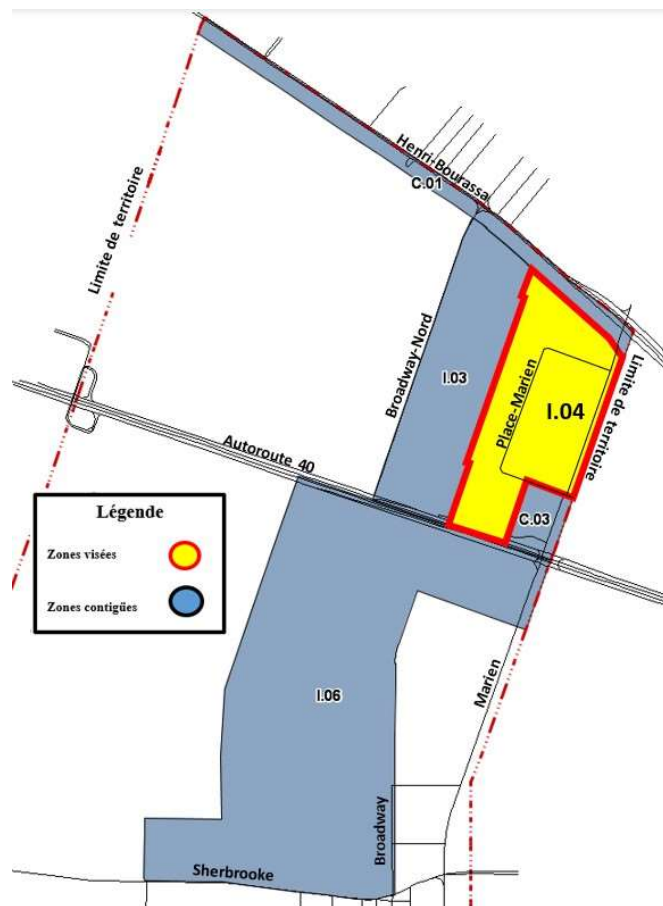 Henri-Bourassa
C.01
Limite de territoire
Broadway-Nord
I.03
Place-Marien
I.04
Limite de territoire
Autoroute 40
C.03
Légende
Zones visées
Zones contigües
I.06
Marien
Broadway
Sherbrooke